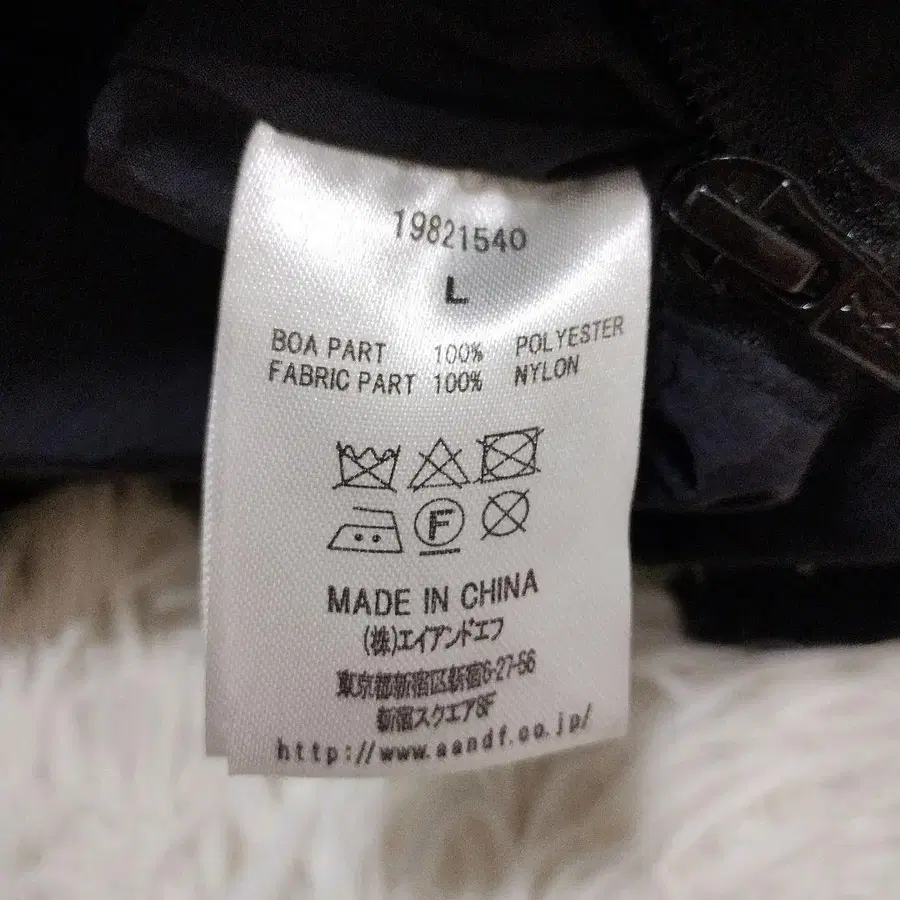 19821540
L
BOA PART 100% POLYESTER
FABRIC PART 100% NYLON
F
MADE IN CHINA
(株)エイアンドエフ
東京都新宿区新宿6-27-56
新宿スクエア8F
http://www.aandf.co.jp/